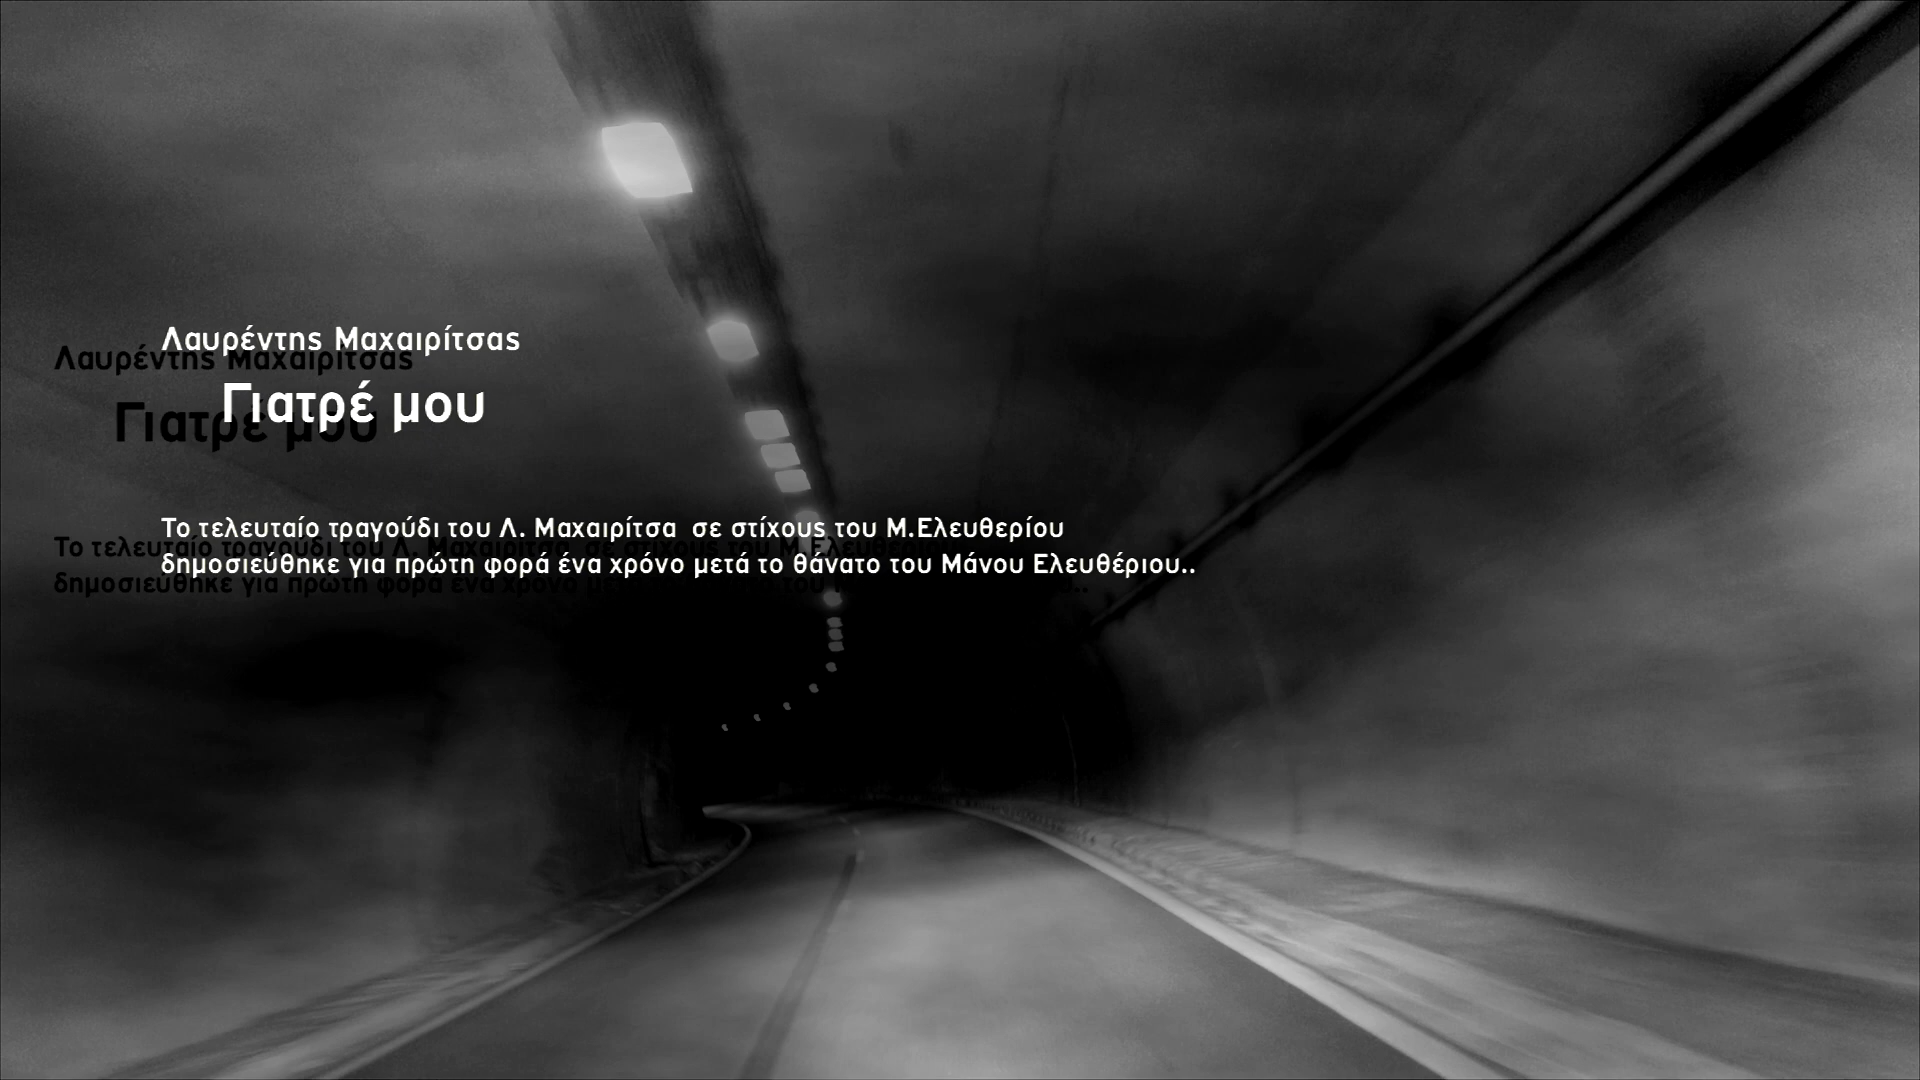 Λαυρέντης Μαχαιρίτσας
Γιατρέ μου
Το τελευταίο τραγούδι του Λ. Μαχαιρίτσα σε στίχους του Μ.Ελευθερίου
δημοσιεύθηκε για πρώτη φορά ένα χρόνο μετά το θάνατο του Μάνου Ελευθέριου..